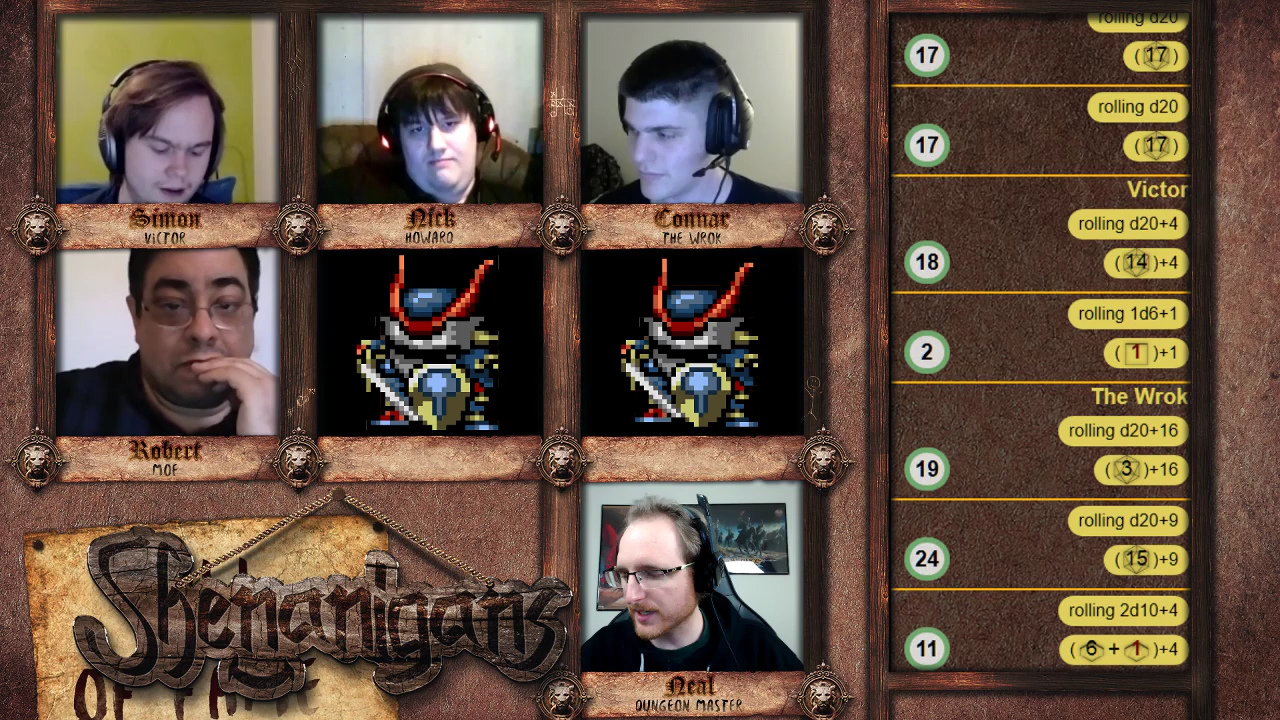 Simon
VICTOR
Nick
HOWARD
Connar
THE WROK
Robert
MOE
Shenanigans
OF
Neal
DUNGEON MASTER
rolling d20
17
(17)
rolling d20
17
(17)
Victor
rolling d20+4
18
(14)+4
rolling 1d6+1
2
(1)+1
The Wrok
rolling d20+16
19
(3)+16
rolling d20+9
24
(15)+9
rolling 2d10+4
11
(6+1)+4